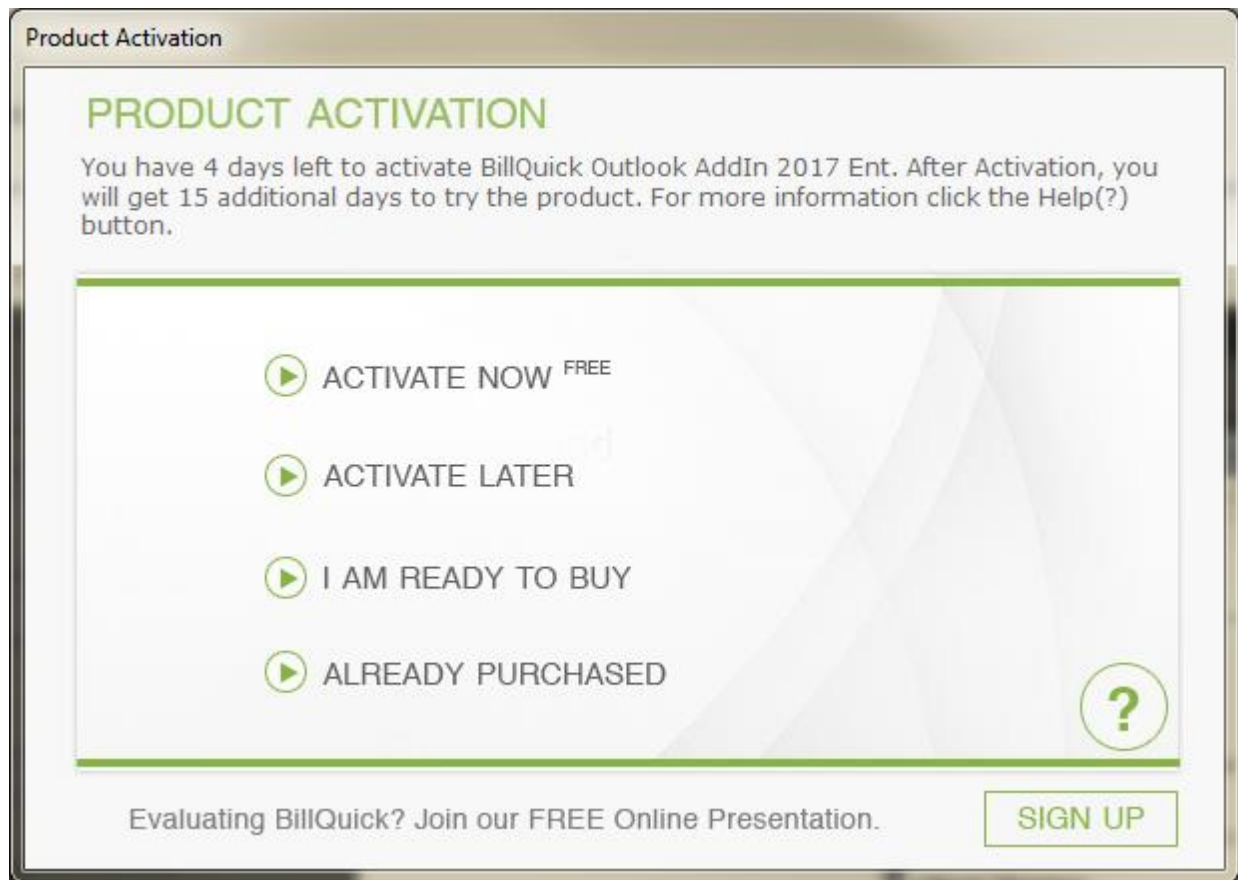 Product Activation
PRODUCT ACTIVATION
You have 4 days left to activate BillQuick Outlook AddIn 2017 Ent. After Activation, you
will get 15 additional days to try the product. For more information click the Help(?)
button.
ACTIVATE NOW FREE
ACTIVATE LATER
I AM READY TO BUY
ALREADY PURCHASED
?
Evaluating BillQuick? Join our FREE Online Presentation.
SIGN UP